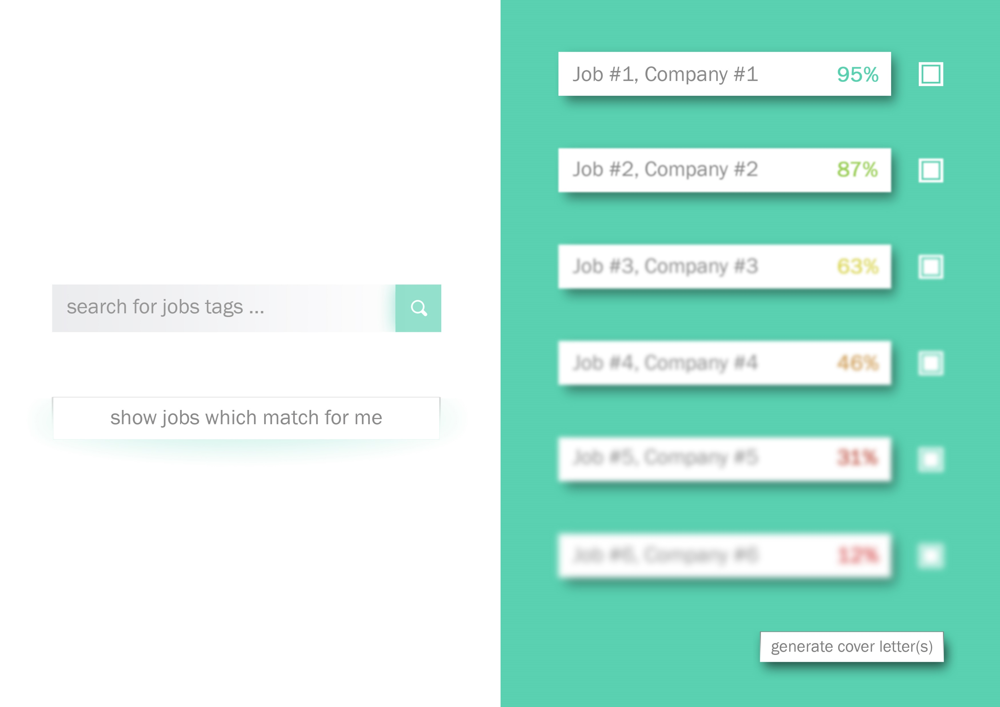 search for jobs tags ...
show jobs which match for me
Job #1, Company #1 95%
Job #2, Company #2 87%
Job #3, Company #3 63%
Job #4, Company #4 46%
Job #5, Company #5 31%
Job #6, Company #6 12%
generate cover letter(s)